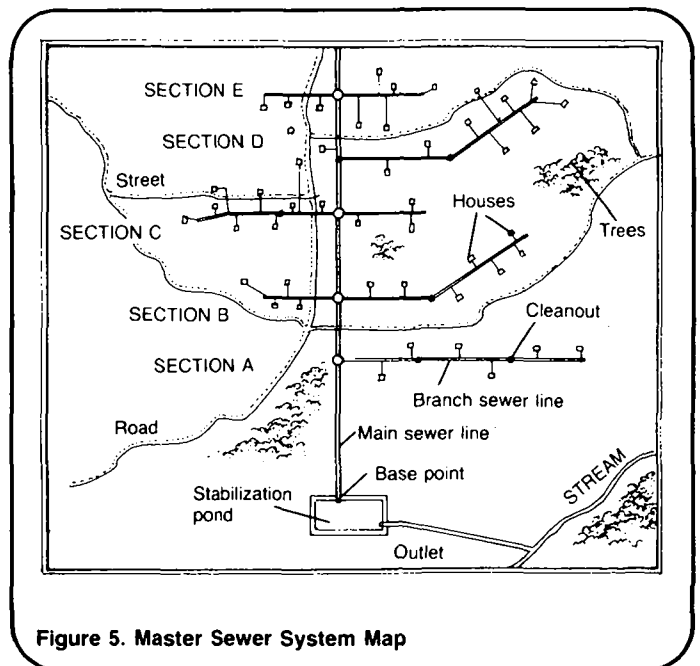 SECTION E
SECTION D
Street
Houses
Trees
SECTION C
SECTION B
Cleanout
SECTION A
Branch sewer line
Road
Main sewer line
Base point
Stabilization
pond
STREAM
Outlet
Figure 5. Master Sewer System Map